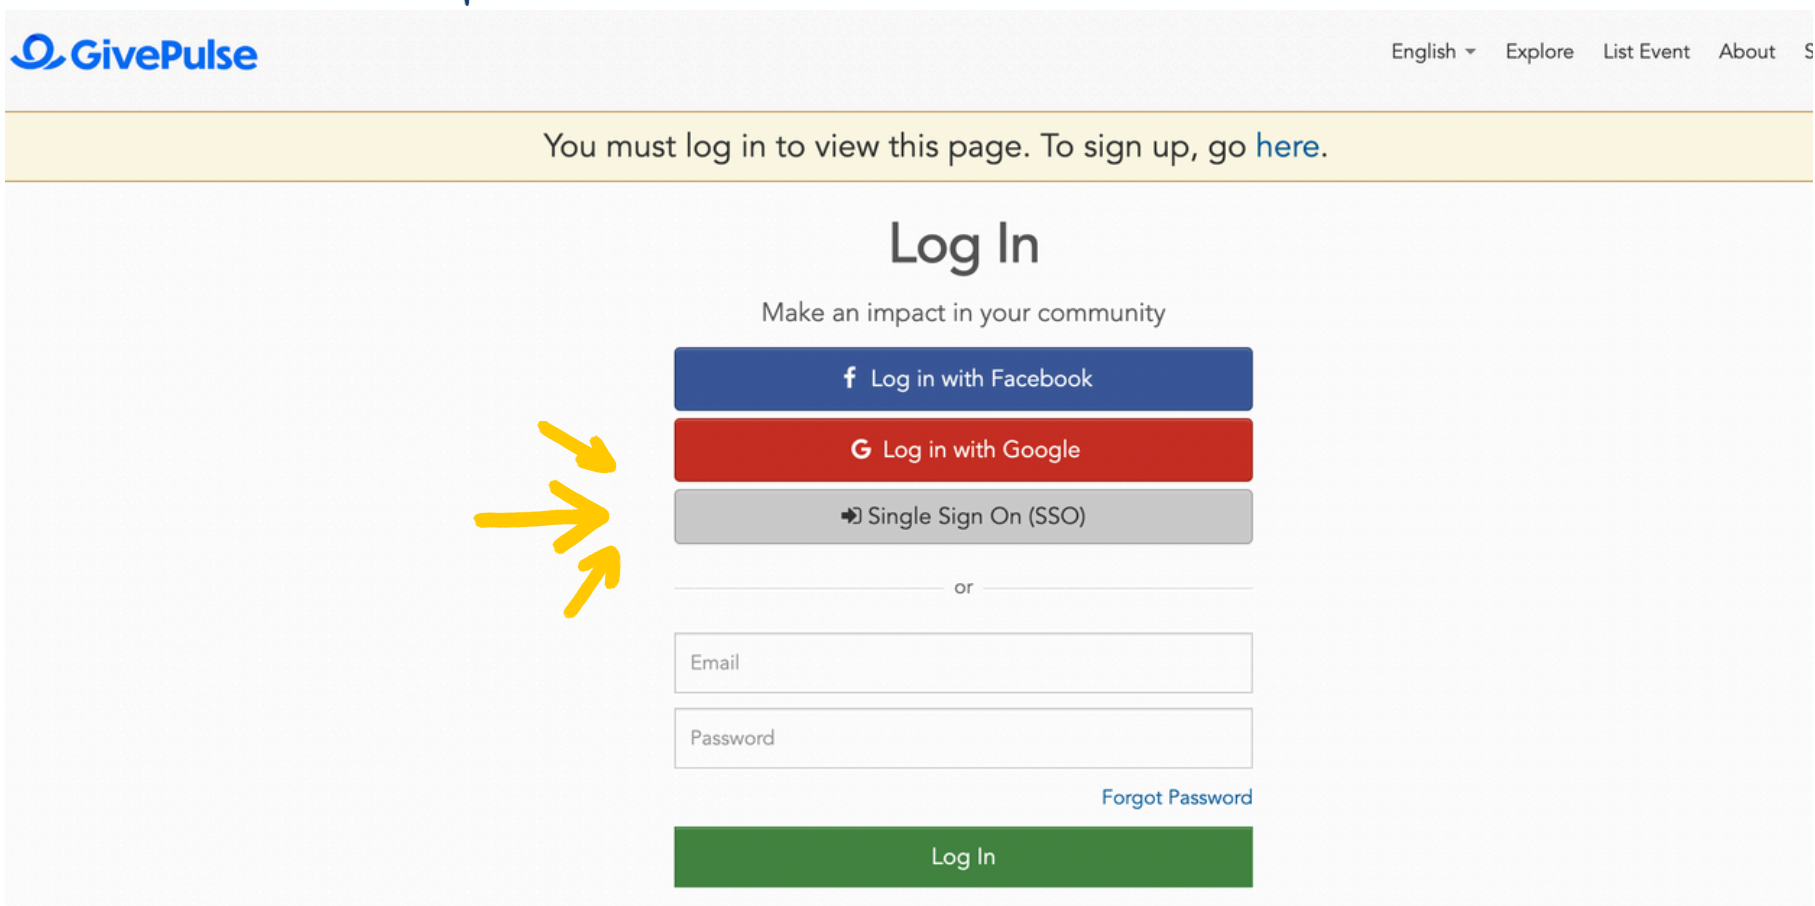 GivePulse
English Explore List Event About
You must log in to view this page. To sign up, go here.
Log In
Make an impact in your community
Log in with Facebook
Log in with Google
Single Sign On (SSO)
or
Email
Password
Forgot Password
Log In